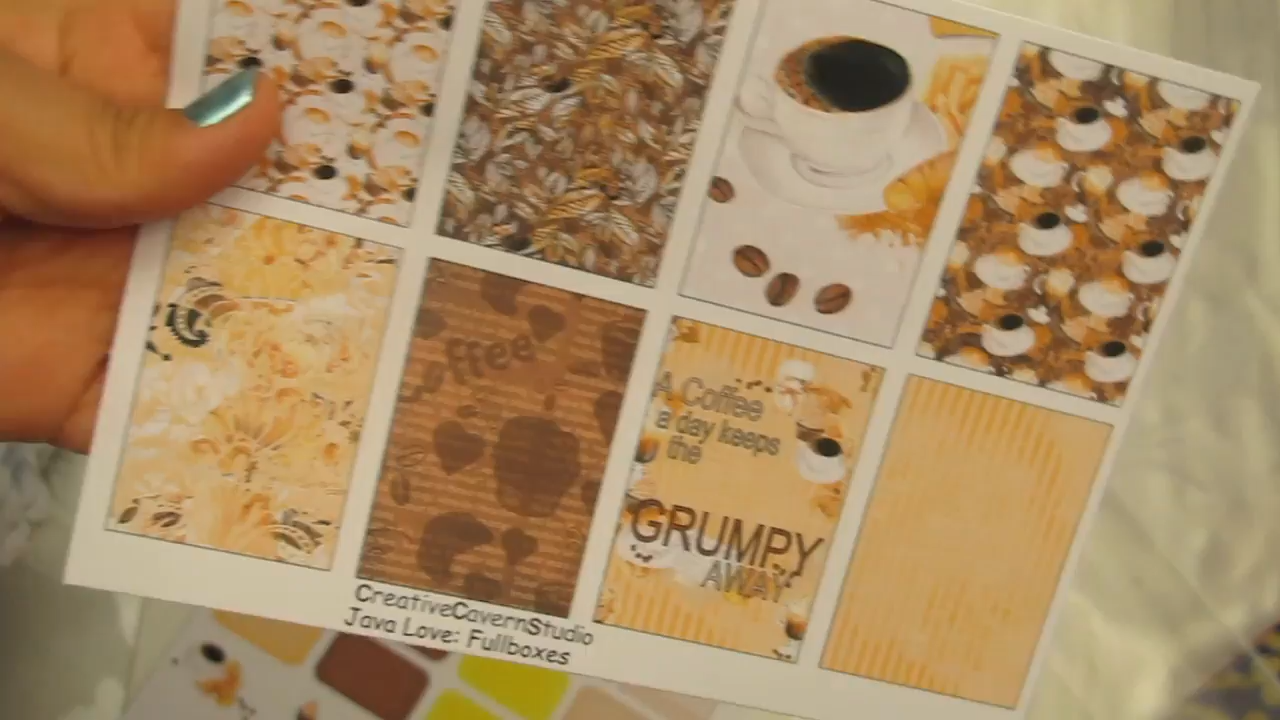 coffee
A Coffee
a day keeps
the
GRUMPY
AWAY
CreativeCavernStudio
Java Love: Fullboxes